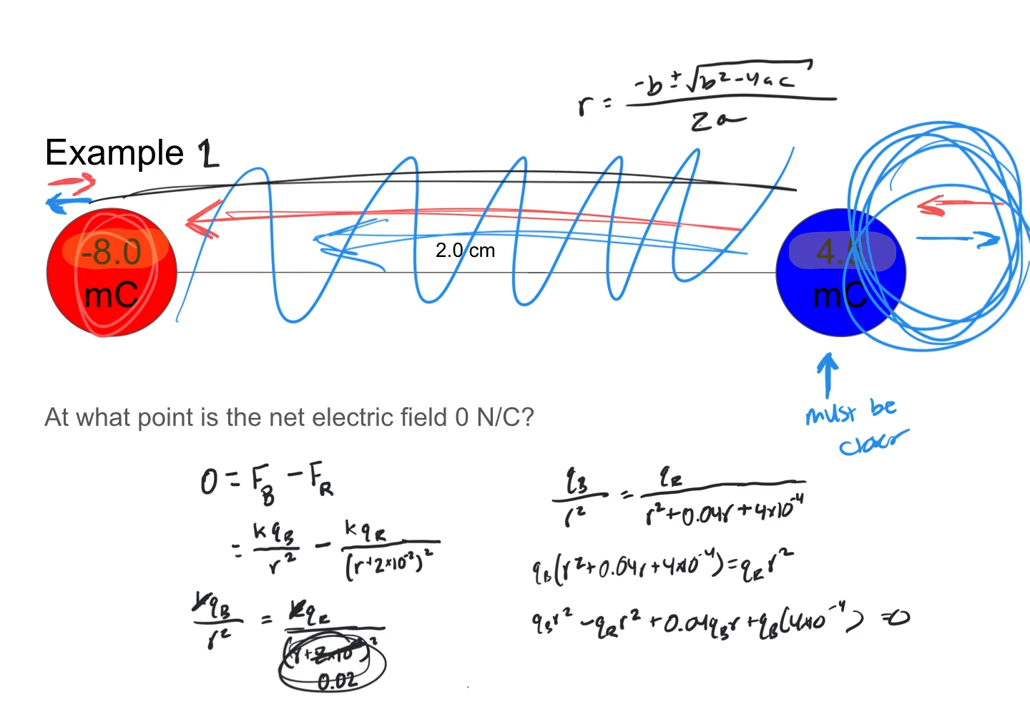 r = (-b ± √(b²-4ac)) / 2a
Example 1
-8.0
mC
2.0 cm
4.
mC
At what point is the net electric field 0 N/C?
must be
closer
0 = F_B - F_R
= kq_B / r² - kq_R / (r+2×10⁻²)²
kq_B / r² = kq_R / (r+2×10⁻²)²
0.02
q_B / r² = q_R / (r²+0.04r+4×10⁻⁴)
q_B(r²+0.04r+4×10⁻⁴) = q_R r²
q_B r² - q_R r² + 0.04q_B r + q_B(4×10⁻⁴) = 0